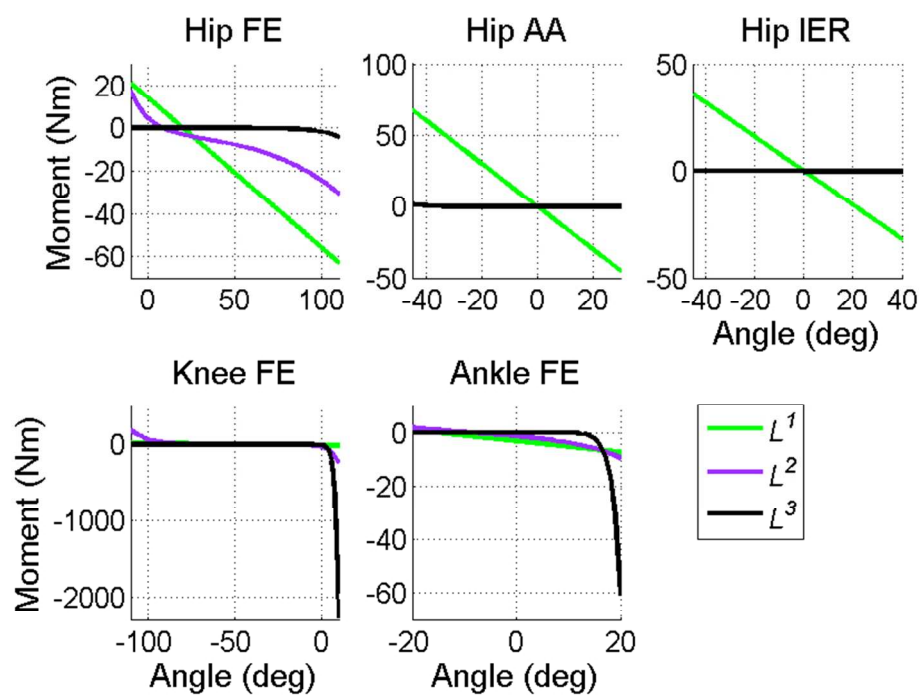 Hip FE
Hip AA
Hip IER
Moment (Nm)
20
0
-20
-40
-60
0
50
100
100
50
0
-50
-40
-20
0
20
50
0
-50
-40
-20
0
20
40
Angle (deg)
Knee FE
Ankle FE
Moment (Nm)
0
-1000
-2000
-100
-50
0
Angle (deg)
0
-20
-40
-60
-20
0
20
Angle (deg)
L¹
L²
L³